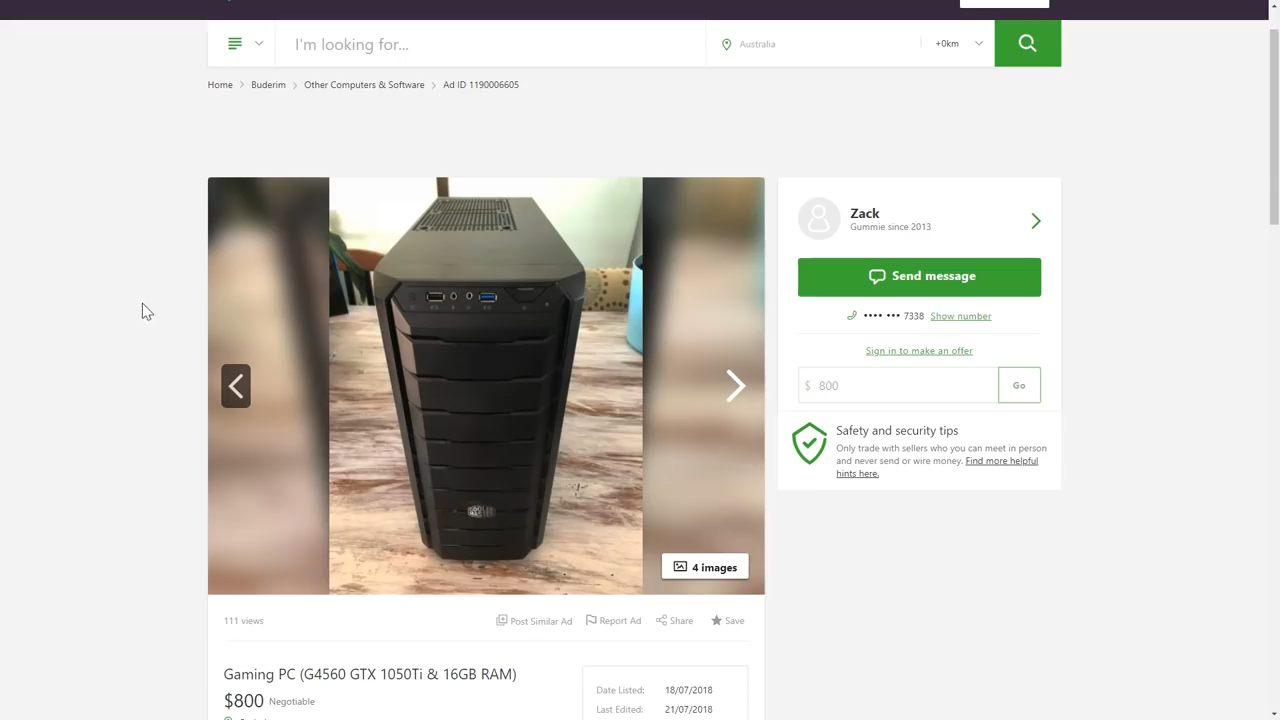 I'm looking for...
Australia
+0km
Home
Buderim
Other Computers & Software
Ad ID 1190006605
Zack
Gummie since 2013
Send message
•••• ••• 7338 Show number
Sign in to make an offer
$ 800
Go
Safety and security tips
Only trade with sellers who you can meet in person
and never send or wire money. Find more helpful
hints here.
4 images
111 views
Post Similar Ad
Report Ad
Share
Save
Gaming PC (G4560 GTX 1050Ti & 16GB RAM)
$800 Negotiable
Date Listed: 18/07/2018
Last Edited: 21/07/2018